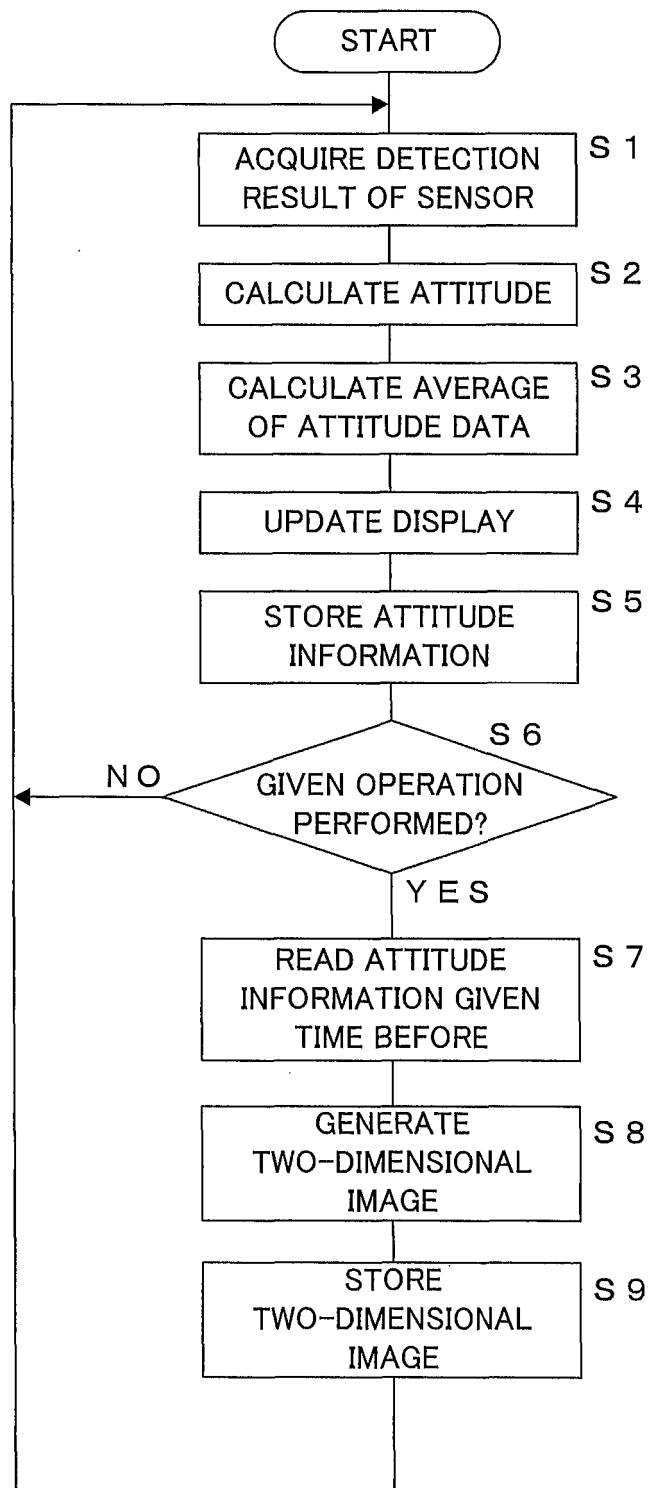 START
S 1
ACQUIRE DETECTION
RESULT OF SENSOR
S 2
CALCULATE ATTITUDE
S 3
CALCULATE AVERAGE
OF ATTITUDE DATA
S 4
UPDATE DISPLAY
S 5
STORE ATTITUDE
INFORMATION
S 6
NO
GIVEN OPERATION
PERFORMED?
YES
S 7
READ ATTITUDE
INFORMATION GIVEN
TIME BEFORE
S 8
GENERATE
TWO-DIMENSIONAL
IMAGE
S 9
STORE
TWO-DIMENSIONAL
IMAGE